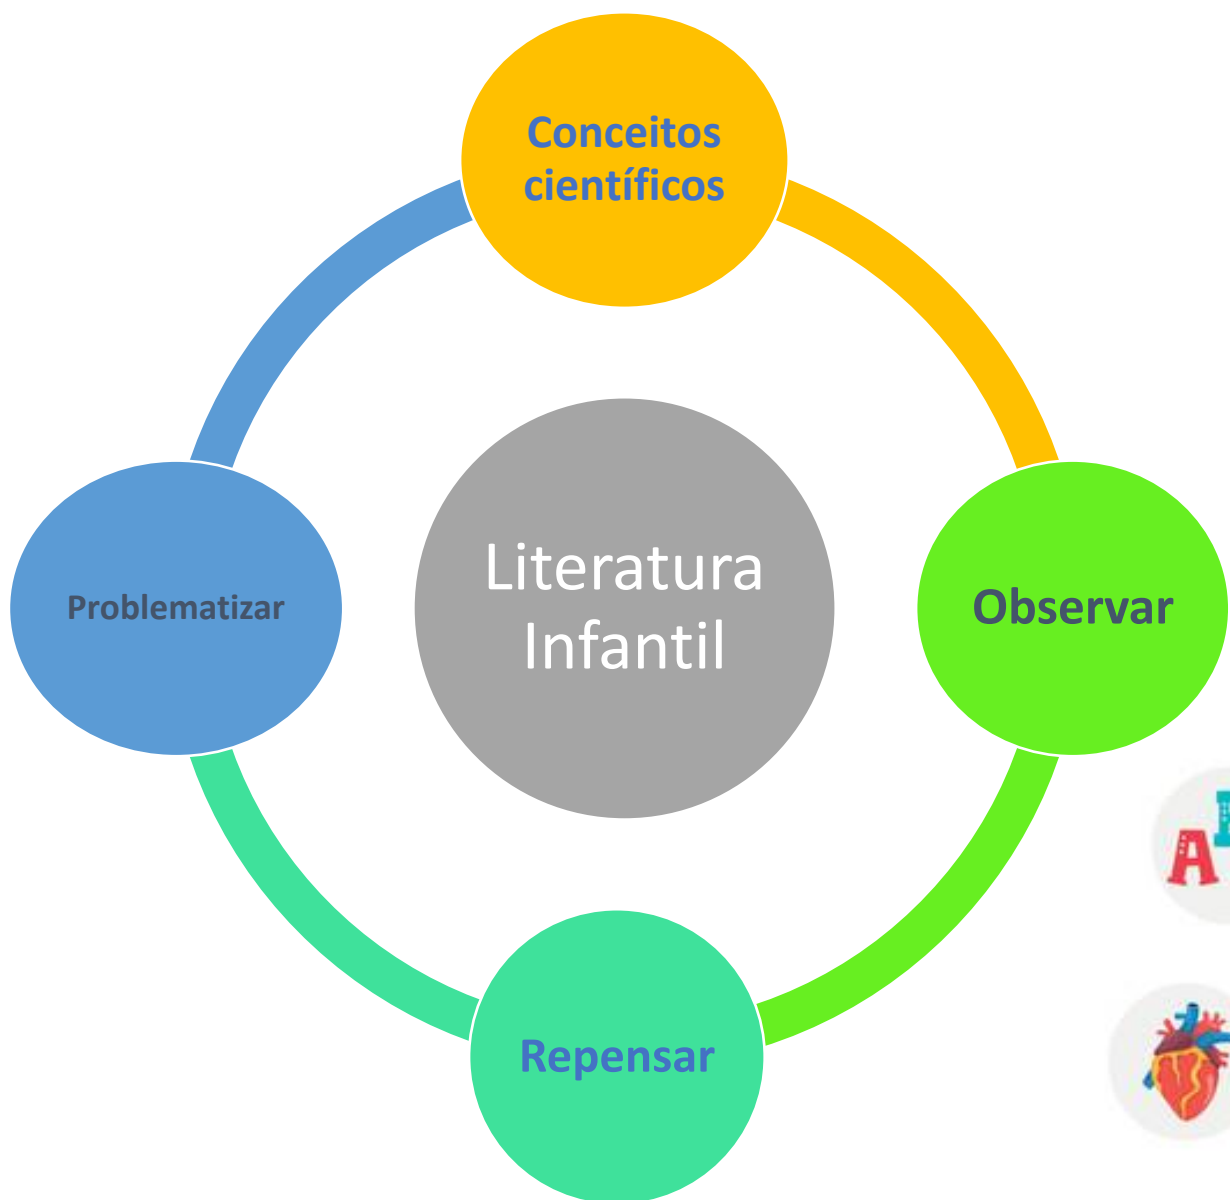 Conceitos
científicos
Problematizar
Literatura
Infantil
Observar
A
Repensar